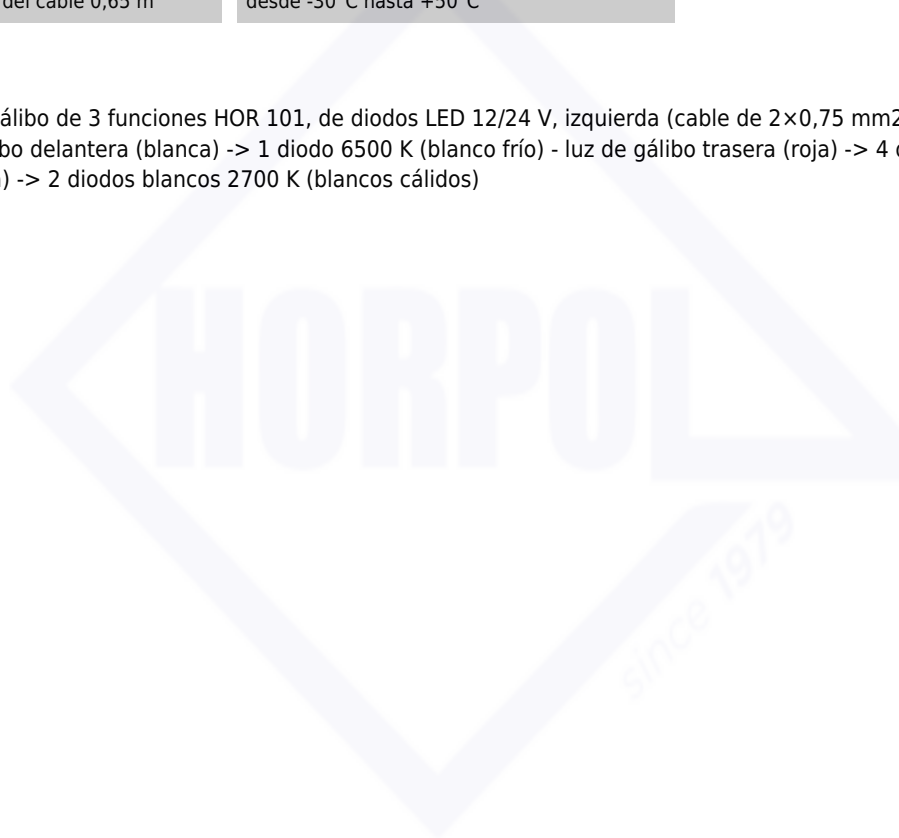 del cable 0,65 m desde -30°C hasta +50°C
álibo de 3 funciones HOR 101, de diodos LED 12/24 V, izquierda (cable de 2×0,75 mm2
bo delantera (blanca) -> 1 diodo 6500 K (blanco frío) - luz de gálibo trasera (roja) -> 4
) -> 2 diodos blancos 2700 K (blancos cálidos)
HORPOL
since 1979